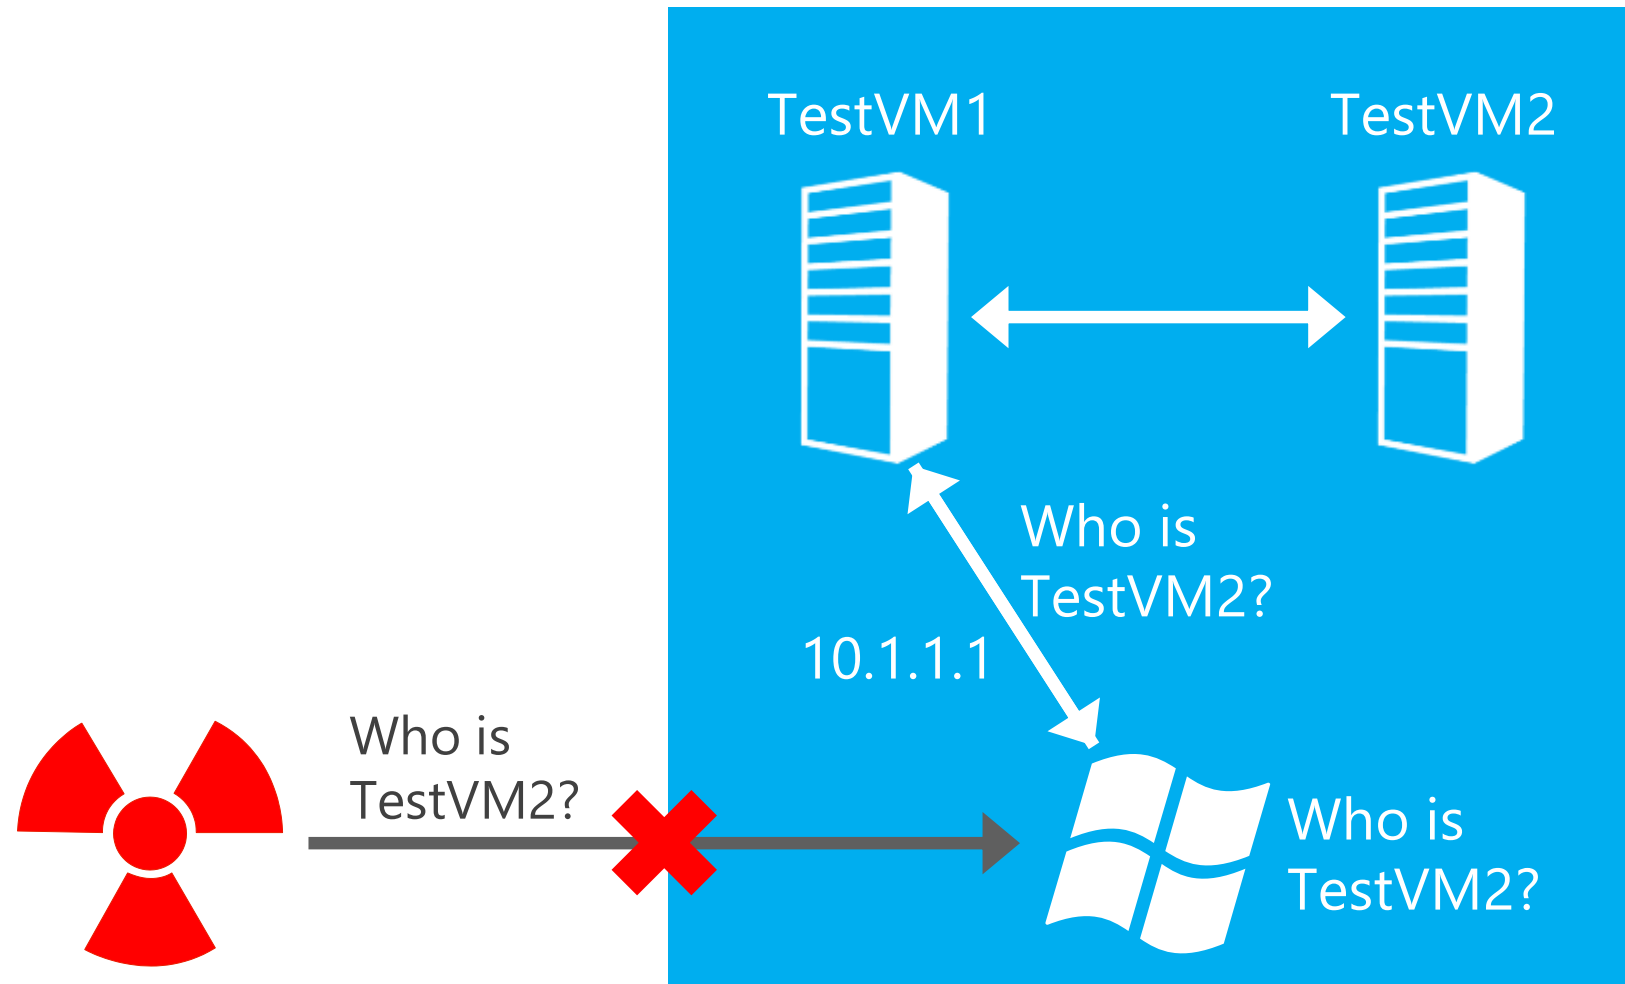 TestVM1
TestVM2
Who is
TestVM2?
10.1.1.1
Who is
TestVM2?
Who is
TestVM2?